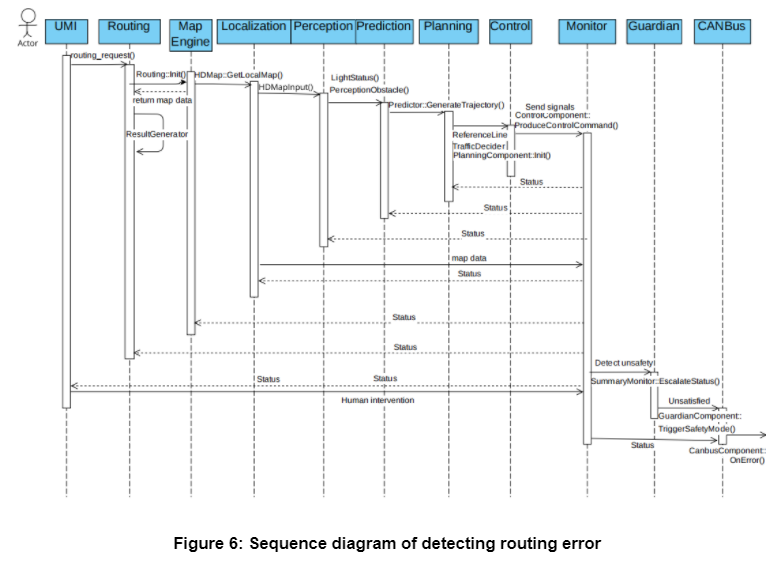 Actor
UMI
Routing
Map
Engine
Localization
Perception
Prediction
Planning
Control
Monitor
Guardian
CANBus
routing_request()
Routing::Init()
HDMap::GetLocalMap()
return map data
ResultGenerator
HDMapInput()
LightStatus()
PerceptionObstacle()
Predictor::GenerateTrajectory()
ReferenceLine
TrafficDecider
PlanningComponent::Init()
Send signals
ControlComponent::
ProduceControlCommand()
Status
Status
Status
map data
Status
Status
Status
Detect unsafety
SummaryMonitor::EscalateStatus()
Status
Status
Human intervention
Unsatisfied
GuardianComponent::
TriggerSafetyMode()
Status
CanbusComponent::
OnError()
Figure 6: Sequence diagram of detecting routing error